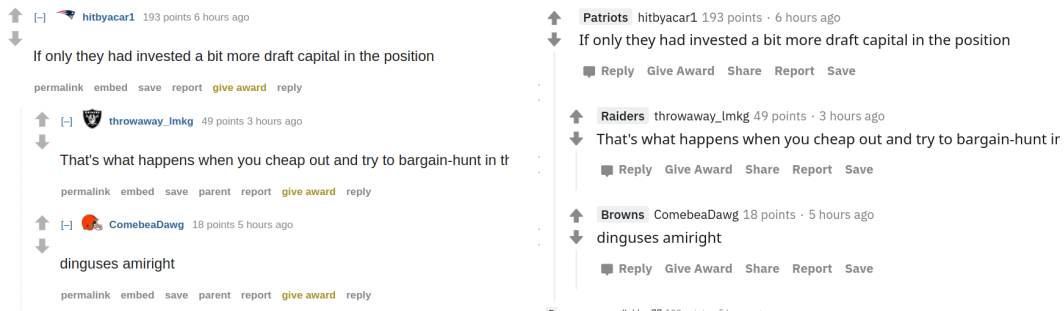 [–] hitbyacar1 193 points 6 hours ago
If only they had invested a bit more draft capital in the position
permalink embed save report give award reply
[–] throwaway_lmkg 49 points 3 hours ago
That's what happens when you cheap out and try to bargain-hunt in th
permalink embed save parent report give award reply
[–] ComebeaDawg 18 points 5 hours ago
dinguses amiright
permalink embed save parent report give award reply
Patriots hitbyacar1 193 points · 6 hours ago
If only they had invested a bit more draft capital in the position
Reply Give Award Share Report Save
Raiders throwaway_lmkg 49 points · 3 hours ago
That's what happens when you cheap out and try to bargain-hunt in
Reply Give Award Share Report Save
Browns ComebeaDawg 18 points · 5 hours ago
dinguses amiright
Reply Give Award Share Report Save